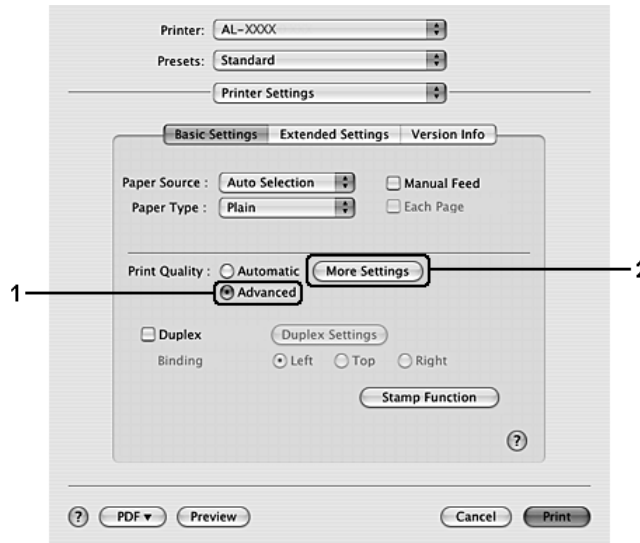 Printer: AL-XXXX
Presets: Standard
Printer Settings
Basic Settings Extended Settings Version Info
Paper Source : Auto Selection Manual Feed
Paper Type : Plain Each Page
Print Quality : Automatic More Settings 2
1 Advanced
Duplex Duplex Settings
Binding Left Top Right
Stamp Function
?
? PDF ▾ Preview Cancel Print